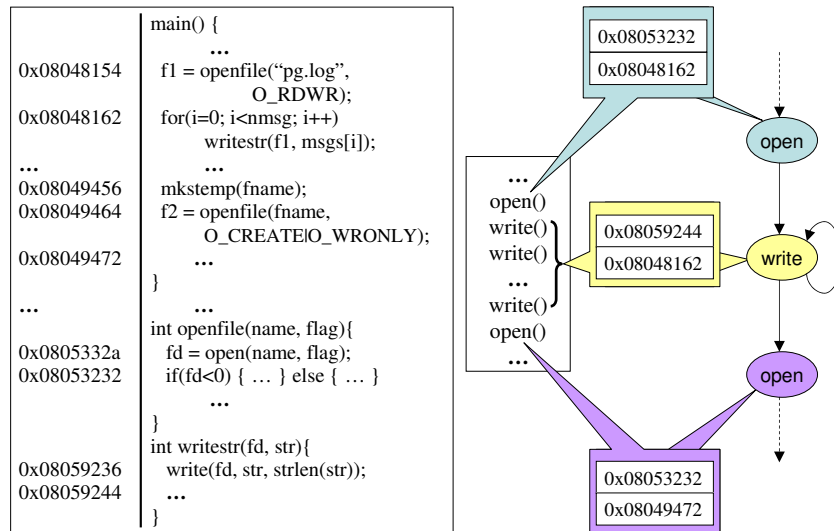 main() {
...
0x08048154 f1 = openfile(“pg.log”,
O_RDWR);
0x08048162 for(i=0; i<nmsg; i++)
writestr(f1, msgs[i]);
... ...
0x08049456 mkstemp(fname);
0x08049464 f2 = openfile(fname,
O_CREATE|O_WRONLY);
0x08049472 ...
}
... ...
int openfile(name, flag){
0x0805332a fd = open(name, flag);
0x08053232 if(fd<0) { … } else { … }
...
}
int writestr(fd, str){
0x08059236 write(fd, str, strlen(str));
0x08059244 ...
}
...
open()
write()
write()
...
write()
open()
...
0x08053232
0x08048162
0x08059244
0x08048162
0x08053232
0x08049472
open
write
open